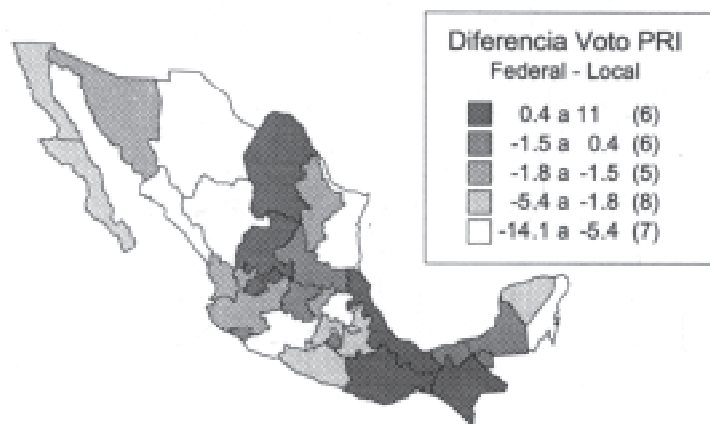 Diferencia Voto PRI
Federal - Local
0.4 a 11 (6)
-1.5 a 0.4 (6)
-1.8 a -1.5 (5)
-5.4 a -1.8 (8)
-14.1 a -5.4 (7)